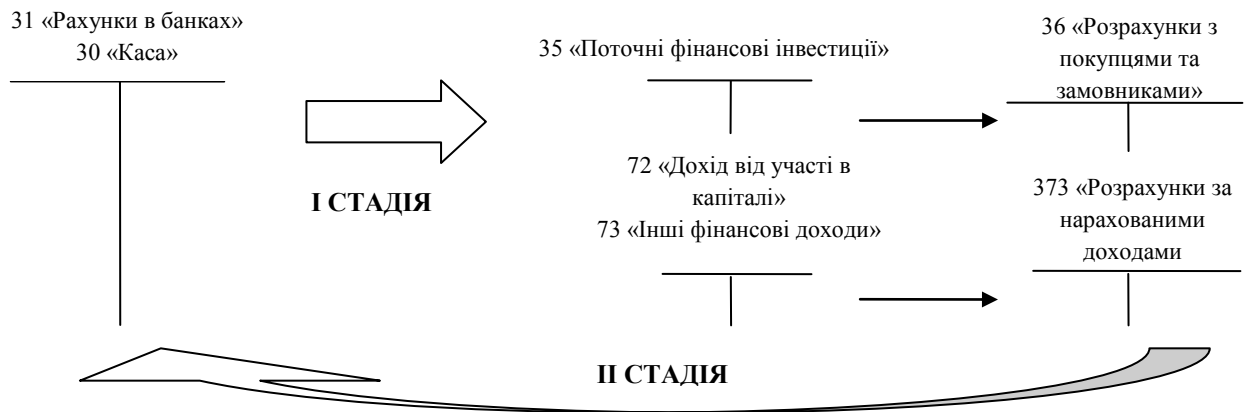 31 «Рахунки в банках»
30 «Каса»
35 «Поточні фінансові інвестиції»
36 «Розрахунки з
покупцями та
замовниками»
І СТАДІЯ
72 «Дохід від участі в
капіталі»
73 «Інші фінансові доходи»
373 «Розрахунки за
нарахованими
доходами
ІІ СТАДІЯ